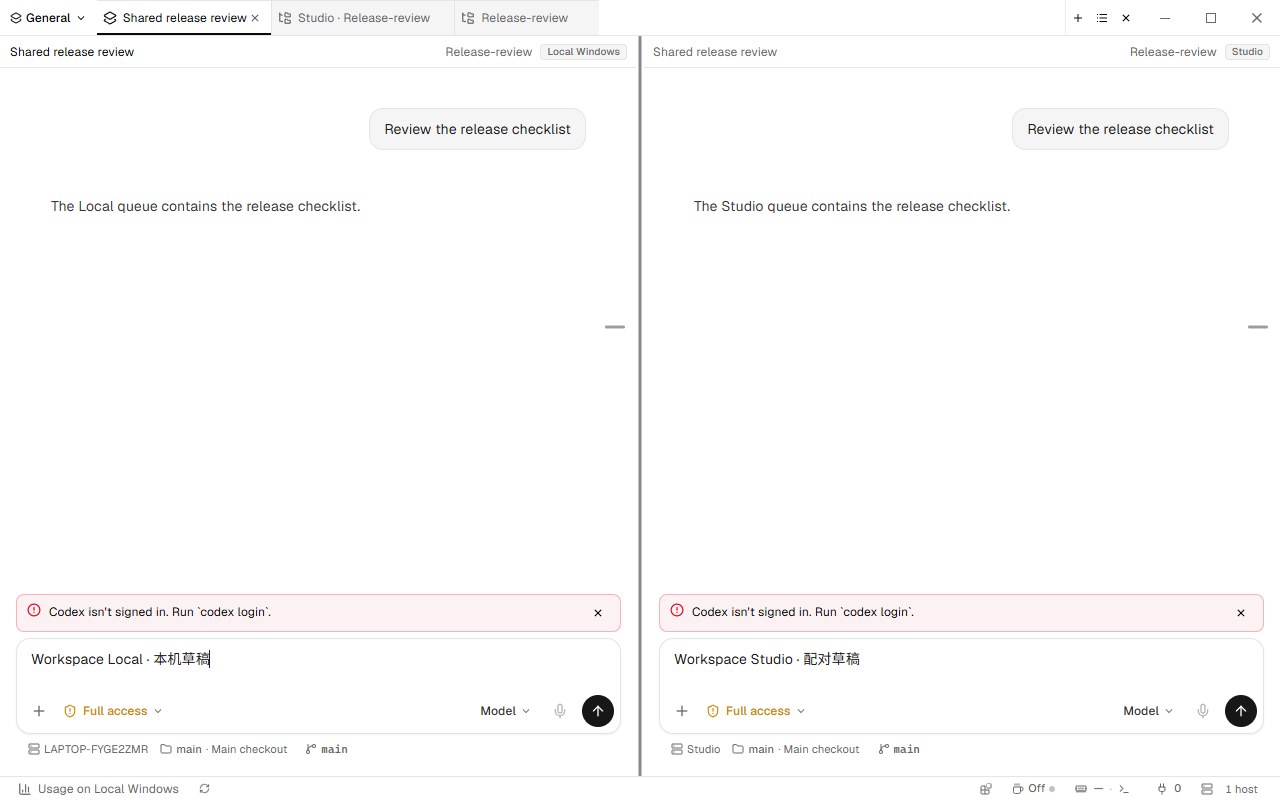 General
Shared release review
Studio · Release-review
Release-review
Shared release review
Release-review
Local Windows
Shared release review
Release-review
Studio
Review the release checklist
The Local queue contains the release checklist.
Review the release checklist
The Studio queue contains the release checklist.
Codex isn't signed in. Run `codex login`.
Workspace Local · 本机草稿
Full access
Model
LAPTOP-FYGE2ZMR
main · Main checkout
main
Codex isn't signed in. Run `codex login`.
Workspace Studio · 配对草稿
Full access
Model
Studio
main · Main checkout
main
Usage on Local Windows
Off
— ·
0
1 host